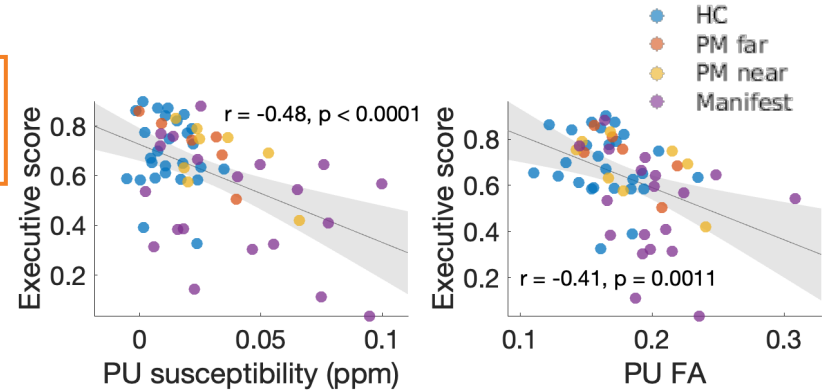 HC
PM far
PM near
Manifest
r = -0.48, p < 0.0001
Executive score
0.8
0.6
0.4
0.2
0
0.05
0.1
PU susceptibility (ppm)
Executive score
0.8
0.6
0.4
0.2
r = -0.41, p = 0.0011
0.1
0.2
0.3
PU FA